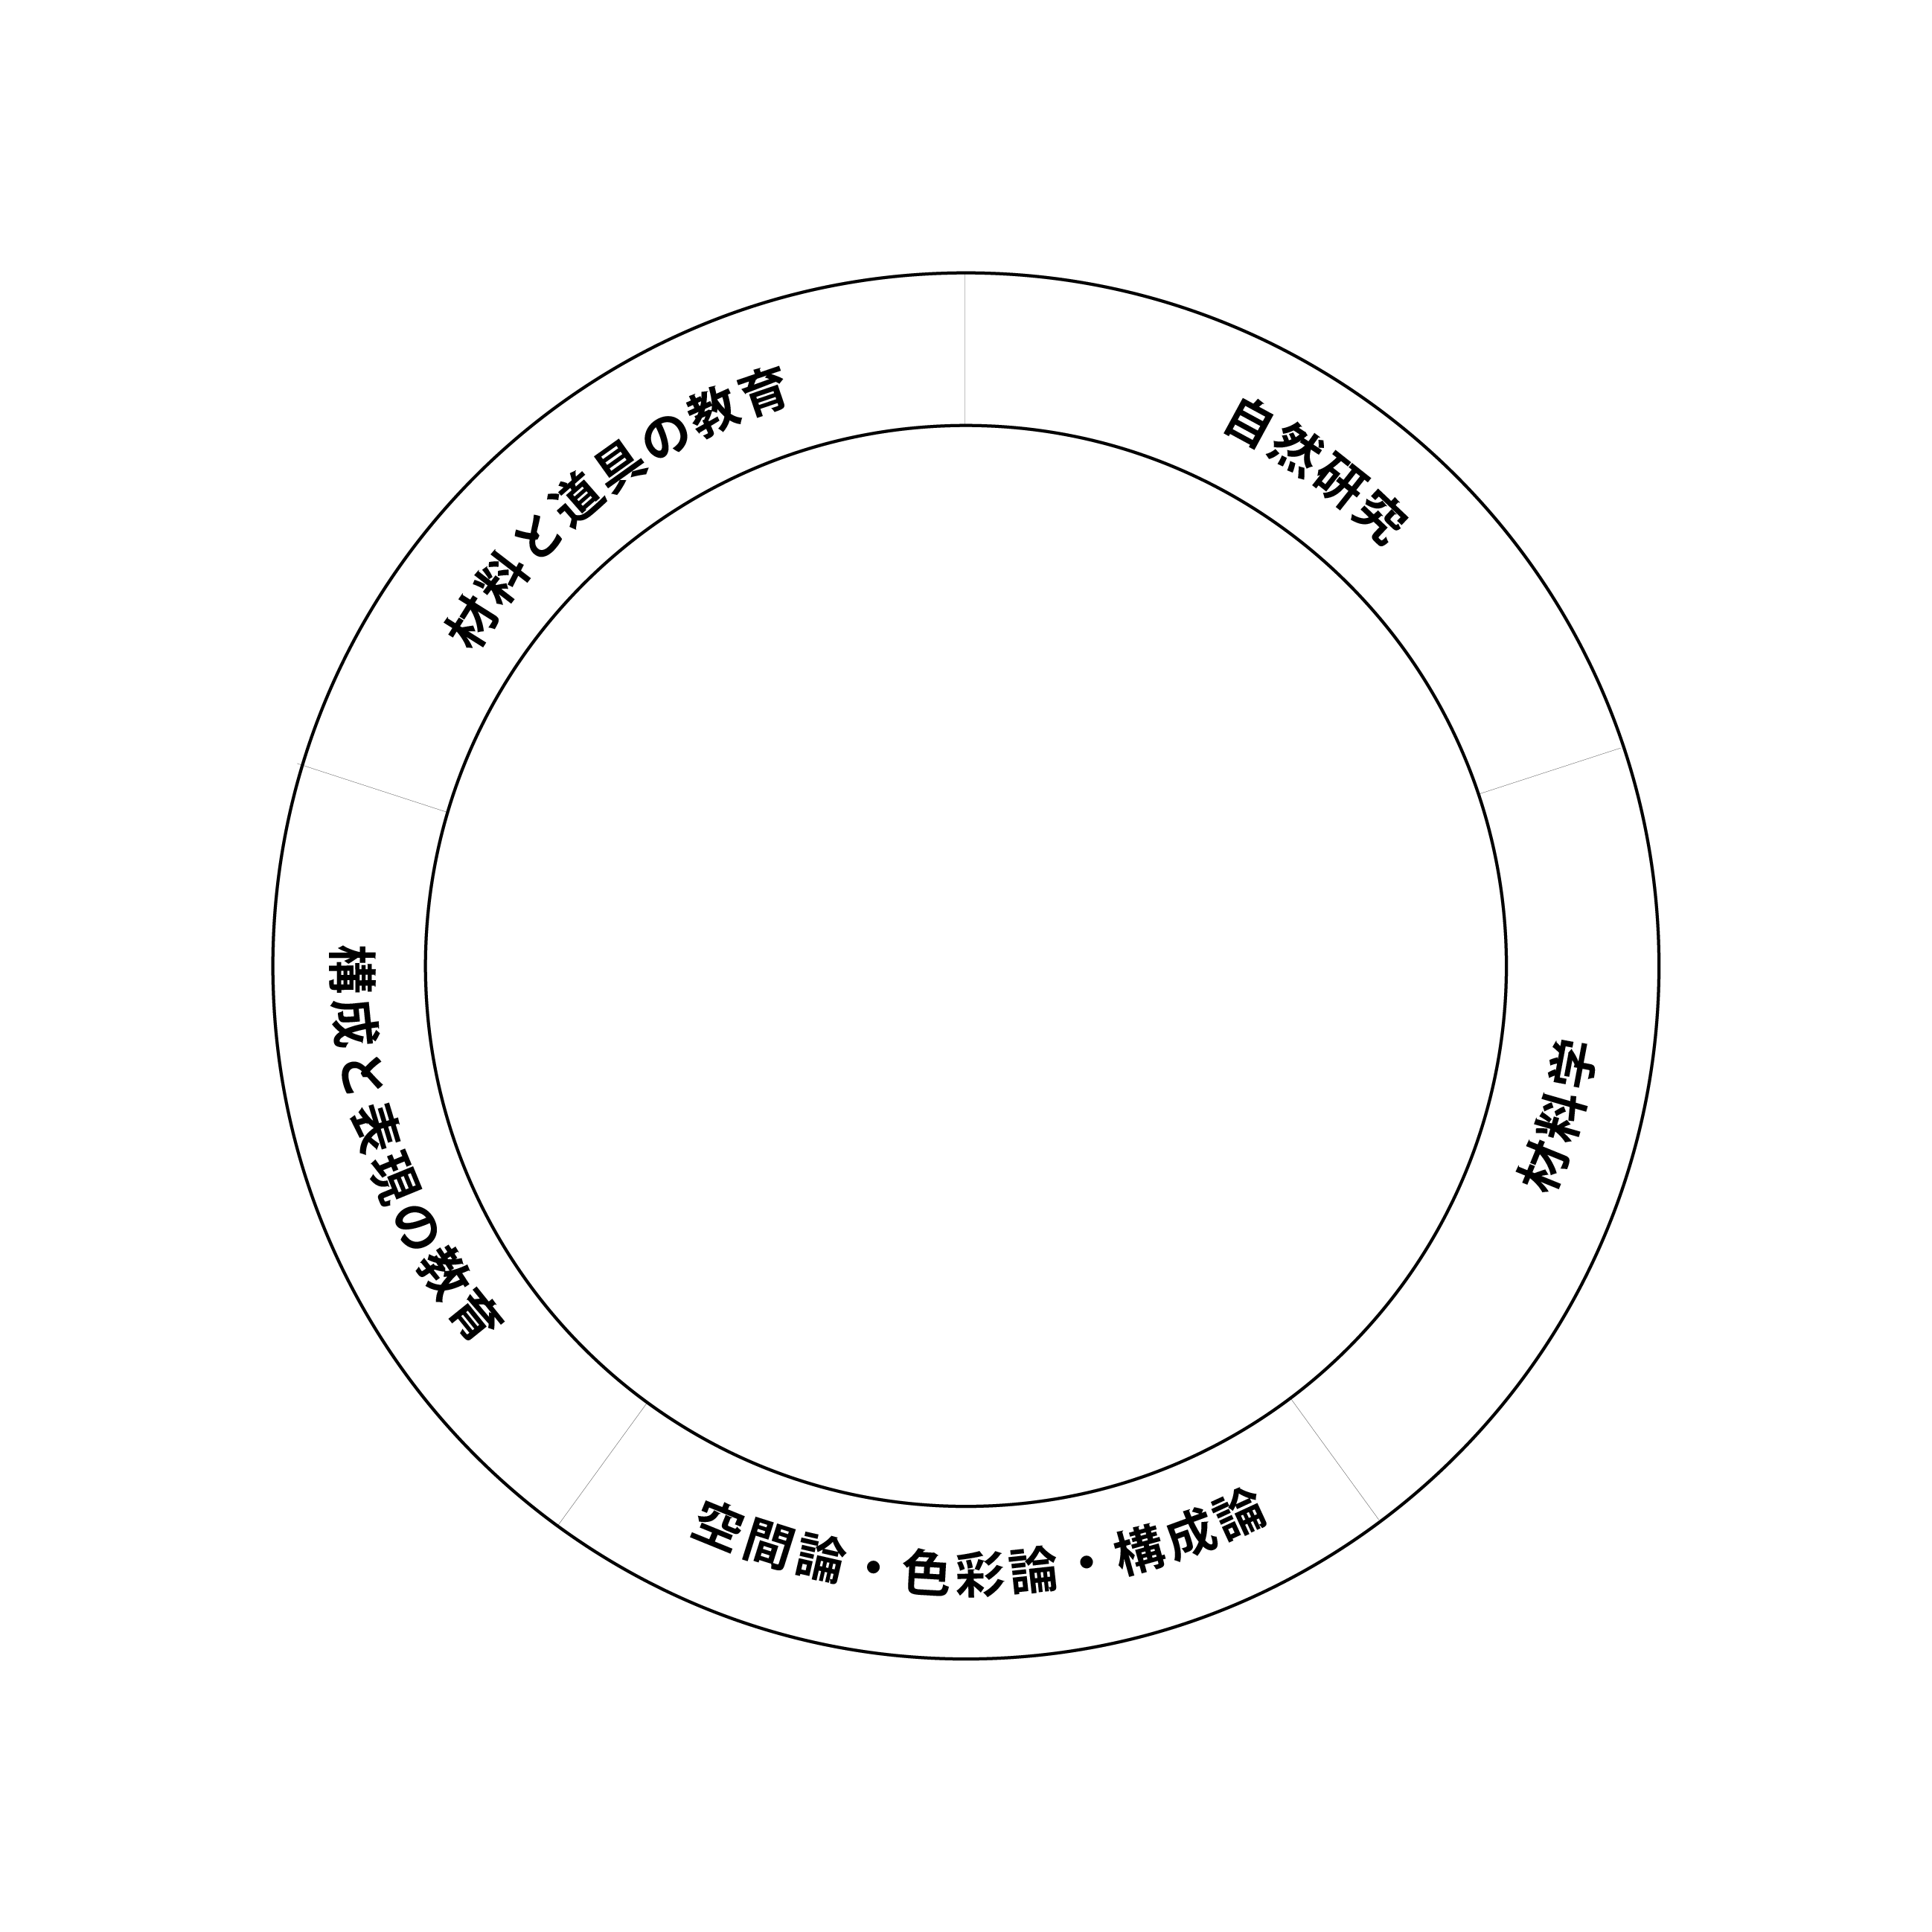 自然研究
材料学
空間論・色彩論・構成論
構成と表現の教育
材料と道具の教育